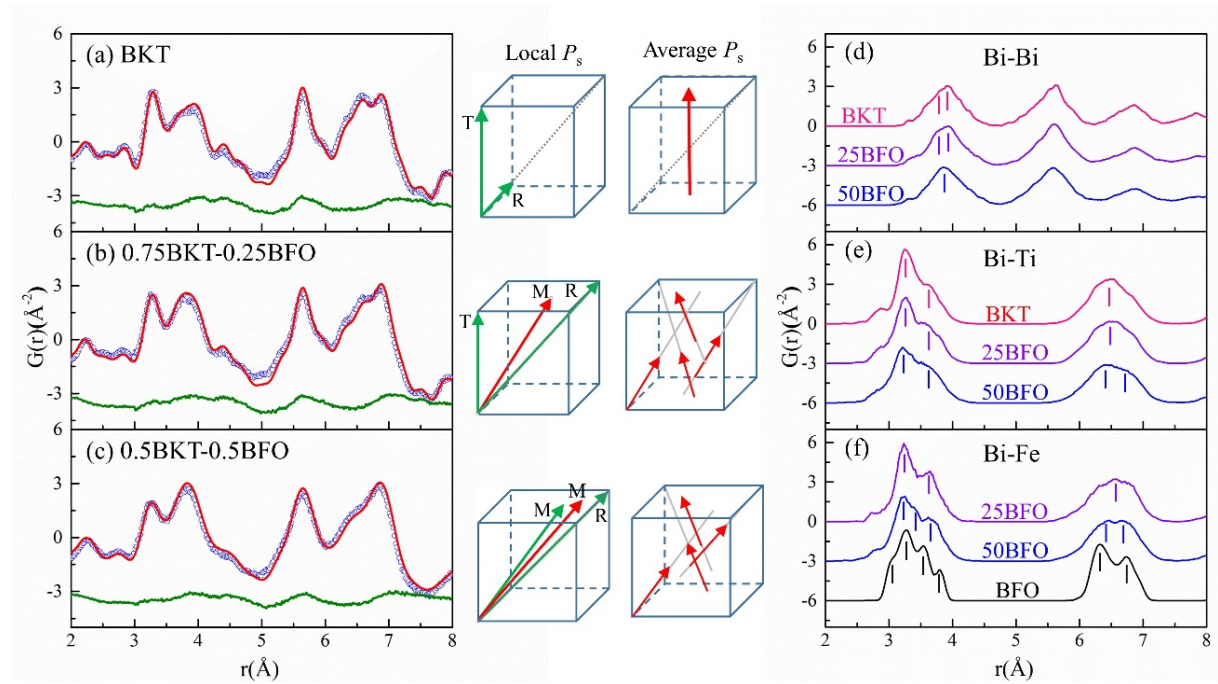 (a) BKT
6
3
0
-3
6
(b) 0.75BKT-0.25BFO
3
0
-3
6
(c) 0.5BKT-0.5BFO
3
0
-3
-6
2 3 4 5 6 7 8
r(Å)
G(r)(Å⁻²)
Local Pₛ
Average Pₛ
T
R
T
M
R
M
M
R
(d)
Bi-Bi
6
3
0
-3
-6
BKT
25BFO
50BFO
(e)
Bi-Ti
6
3
0
-3
-6
BKT
25BFO
50BFO
(f)
Bi-Fe
6
3
0
-3
-6
25BFO
50BFO
BFO
2 3 4 5 6 7 8
r(Å)